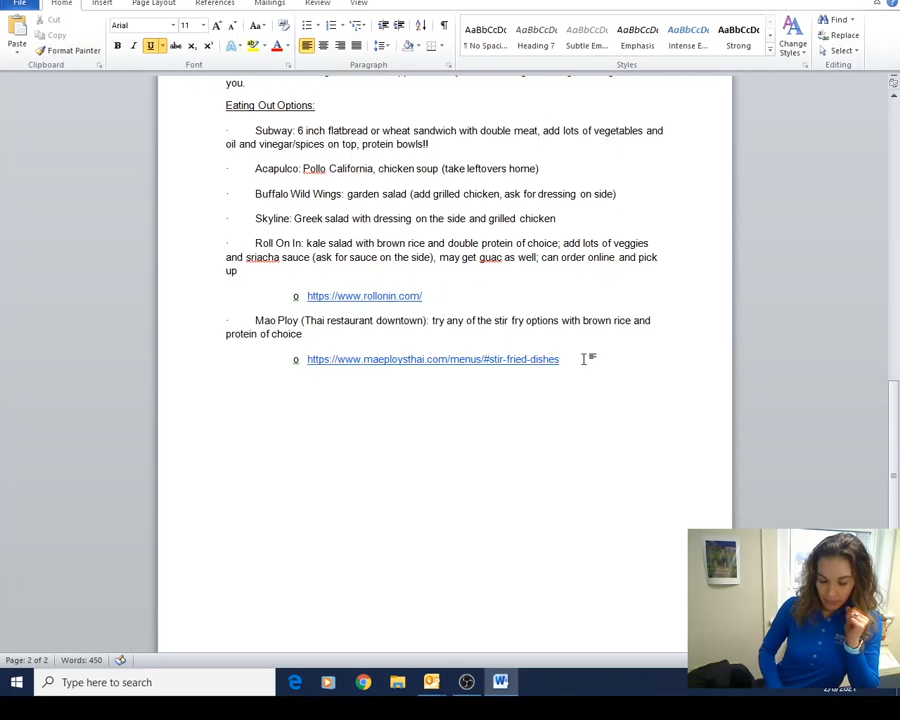 File Home Insert Page Layout References Mailings Review View
Cut
Copy
Paste
Format Painter
Arial 11
Clipboard Font Paragraph Styles Editing
AaBbCcDc AaBbCcD AaBbCcDc AaBbCcDc AaBbCcDc AaBbCcDc
¶ No Spaci... Heading 7 Subtle Em... Emphasis Intense E... Strong
Change Styles
Find
Replace
Select
you.
Eating Out Options:
· Subway: 6 inch flatbread or wheat sandwich with double meat, add lots of vegetables and
oil and vinegar/spices on top, protein bowls!!
· Acapulco: Pollo California, chicken soup (take leftovers home)
· Buffalo Wild Wings: garden salad (add grilled chicken, ask for dressing on side)
· Skyline: Greek salad with dressing on the side and grilled chicken
· Roll On In: kale salad with brown rice and double protein of choice; add lots of veggies
and sriacha sauce (ask for sauce on the side), may get guac as well; can order online and pick
up
o https://www.rollonin.com/
· Mao Ploy (Thai restaurant downtown): try any of the stir fry options with brown rice and
protein of choice
o https://www.maeploysthai.com/menus/#stir-fried-dishes
Page: 2 of 2 Words: 450
Type here to search